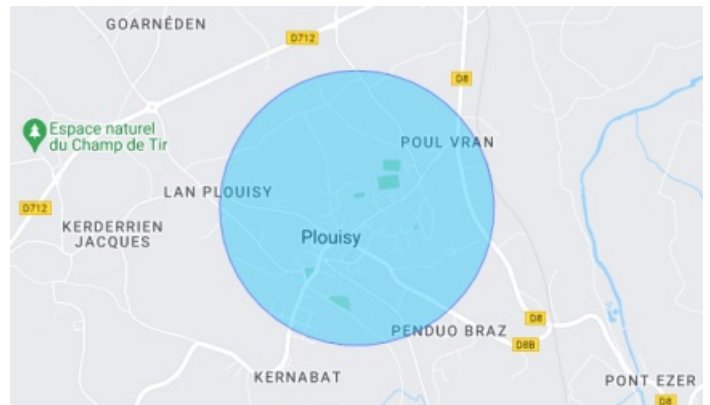 GOARNÉDEN
D712
D8
Espace naturel
du Champ de Tir
POUL VRAN
LAN PLOUISY
D712
KERDERRIEN
JACQUES
Plouisy
D8
PENDUO BRAZ
D8B
KERNABAT
PONT EZER
D8